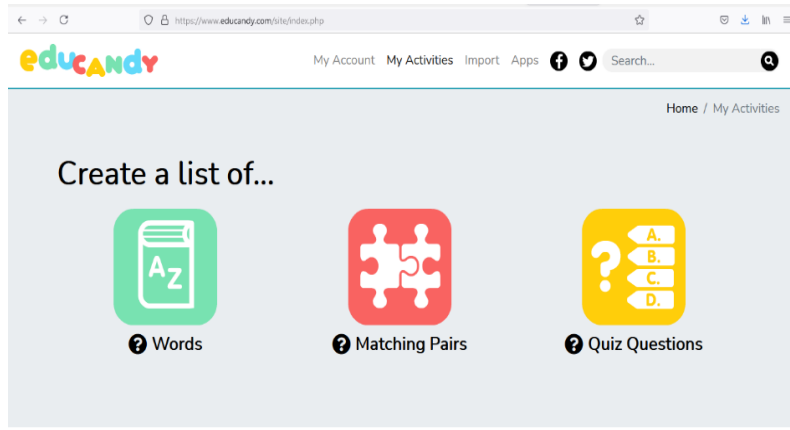 https://www.educandy.com/site/index.php
educandy
My Account My Activities Import Apps Search...
Home / My Activities
Create a list of...
AZ
A.
B.
?
C.
D.
? Words ? Matching Pairs ? Quiz Questions